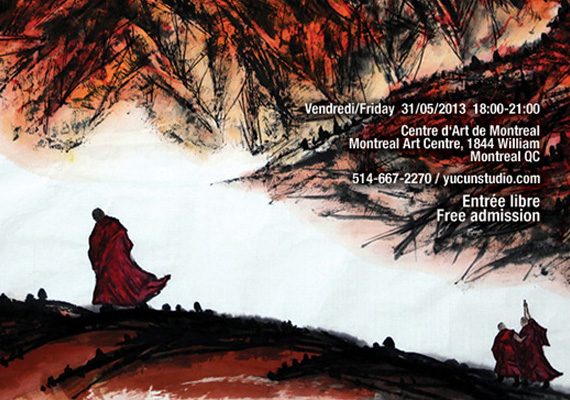 Vendredi/Friday 31/05/2013 18:00-21:00
Centre d'Art de Montreal
Montreal Art Centre, 1844 William
Montreal QC
514-667-2270 / yucunstudio.com
Entrée libre
Free admission